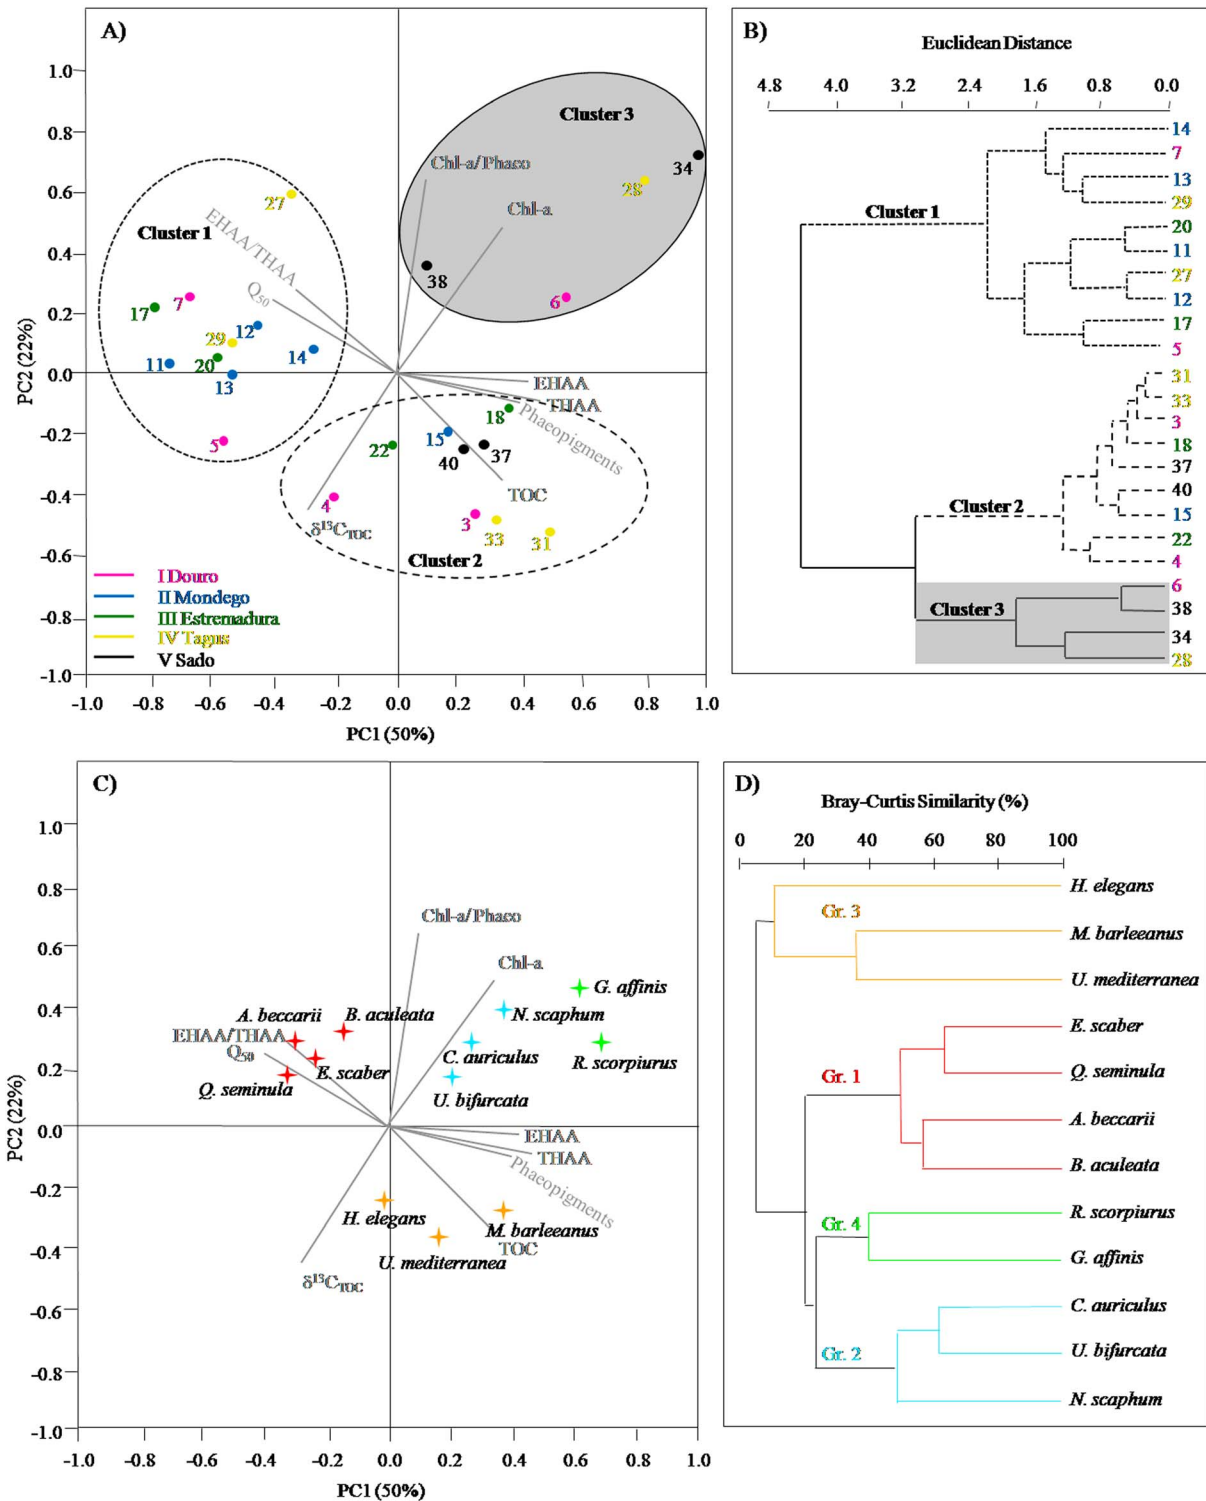 A)
1.0
0.8
0.6
0.4
0.2
0.0
-0.2
-0.4
-0.6
-0.8
-1.0
PC2 (22%)
Cluster 3
Chl-a/Phaeo
34
28
Chl-a
27
EHAA/THAA
Cluster 1
Q50
38
6
7
17
12
29
14
11
20
13
EHAA
THAA
Phaeopigments
18
5
15
22
40
37
TOC
4
3
δ¹³CTOC
33
31
Cluster 2
I Douro
II Mondego
III Estremadura
IV Tagus
V Sado
-1.0 -0.8 -0.6 -0.4 -0.2 0.0 0.2 0.4 0.6 0.8 1.0
PC1 (50%)
B)
Euclidean Distance
4.8 4.0 3.2 2.4 1.6 0.8 0.0
14
7
13
29
Cluster 1
20
11
27
12
17
5
31
33
3
18
37
40
Cluster 2
15
22
4
6
Cluster 3
38
34
28
C)
1.0
0.8
0.6
0.4
0.2
0.0
-0.2
-0.4
-0.6
-0.8
-1.0
PC2 (22%)
Chl-a/Phaeo
Chl-a
G. affinis
A. beccarii
B. aculeata
N. scaphum
EHAA/THAA
Q50
C. auriculus
R. scorpiurus
E. scaber
Q. seminula
U. bifurcata
EHAA
THAA
Phaeopigments
H. elegans
M. barleeanus
TOC
U. mediterranea
δ¹³CTOC
-1.0 -0.8 -0.6 -0.4 -0.2 0.0 0.2 0.4 0.6 0.8 1.0
PC1 (50%)
D)
Bray-Curtis Similarity (%)
0 20 40 60 80 100
H. elegans
Gr. 3
M. barleeanus
U. mediterranea
E. scaber
Gr. 1
Q. seminula
A. beccarii
B. aculeata
R. scorpiurus
Gr. 4
G. affinis
C. auriculus
Gr. 2
U. bifurcata
N. scaphum